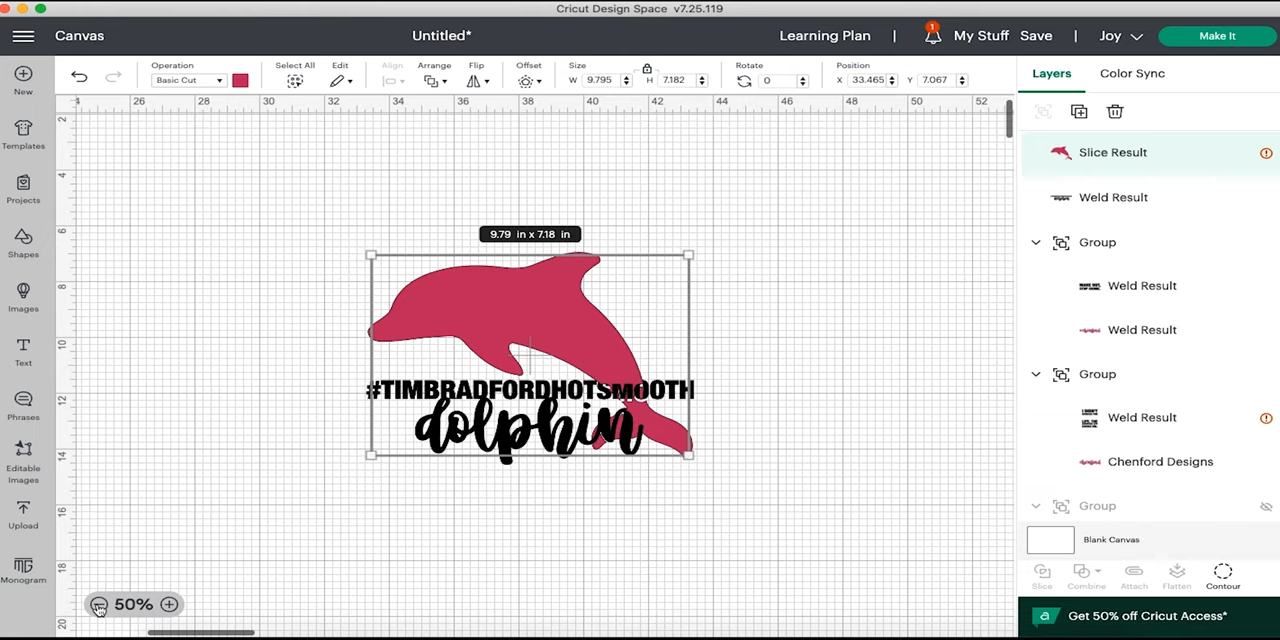 Cricut Design Space v7.25.119
Canvas
Untitled*
Learning Plan | My Stuff Save | Joy Make It
1
Operation
Basic Cut
Select All
Edit
Align
Arrange
Flip
Offset
Size
W 9.795 H 7.182
Rotate
0
Position
X 33.465 Y 7.067
Layers
Color Sync
New
Templates
Projects
Shapes
Images
Text
Phrases
Editable
Images
Upload
Monogram
26 28 30 32 34 36 38 40 42 44 46 48 50 52
2
4
6
8
10
12
14
16
18
20
9.79 in x 7.18 in
#TIMBRADFORDHOTSMOOTH
dolphin
50%
Slice Result
Weld Result
Group
Weld Result
Weld Result
Group
Weld Result
Chenford Designs
Group
Blank Canvas
Slice
Combine
Attach
Flatten
Contour
a Get 50% off Cricut Access*